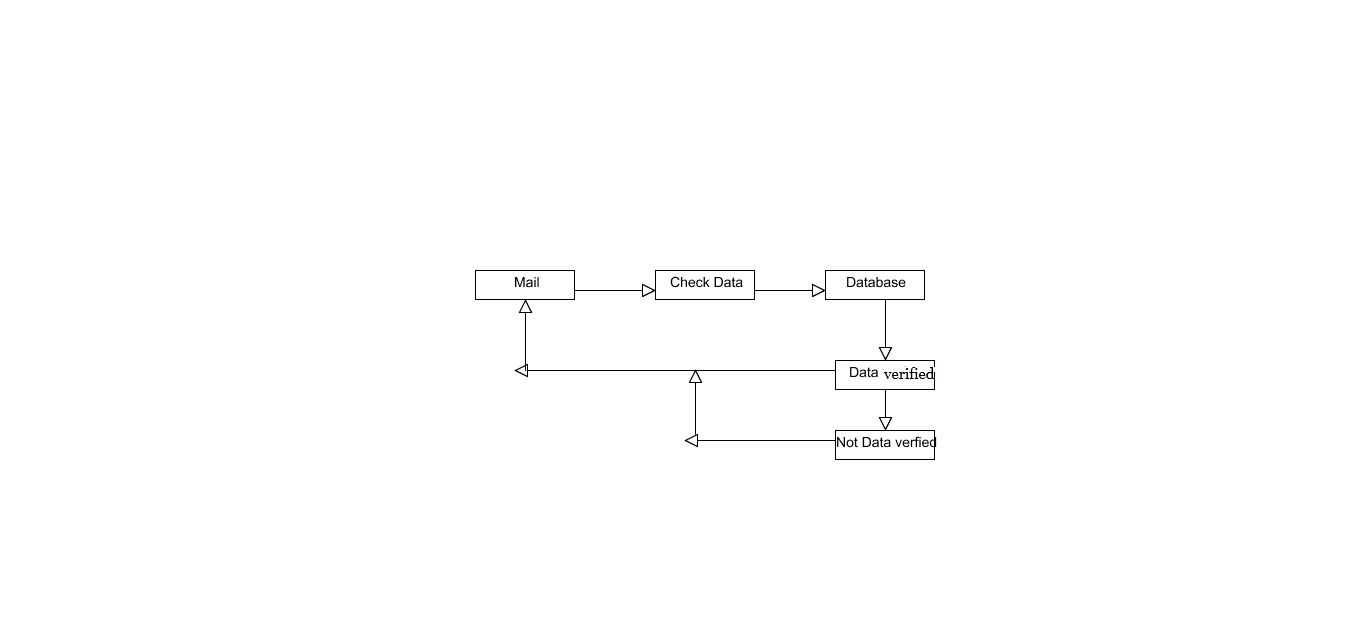 Mail
Check Data
Database
Data verified
Not Data verfied